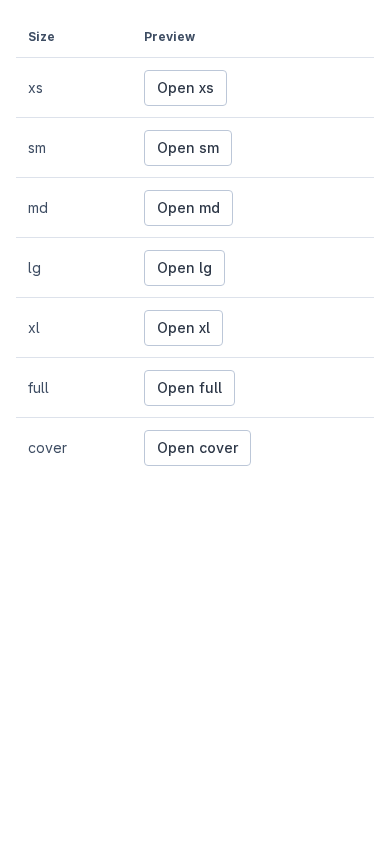 Size Preview
xs Open xs
sm Open sm
md Open md
lg Open lg
xl Open xl
full Open full
cover Open cover